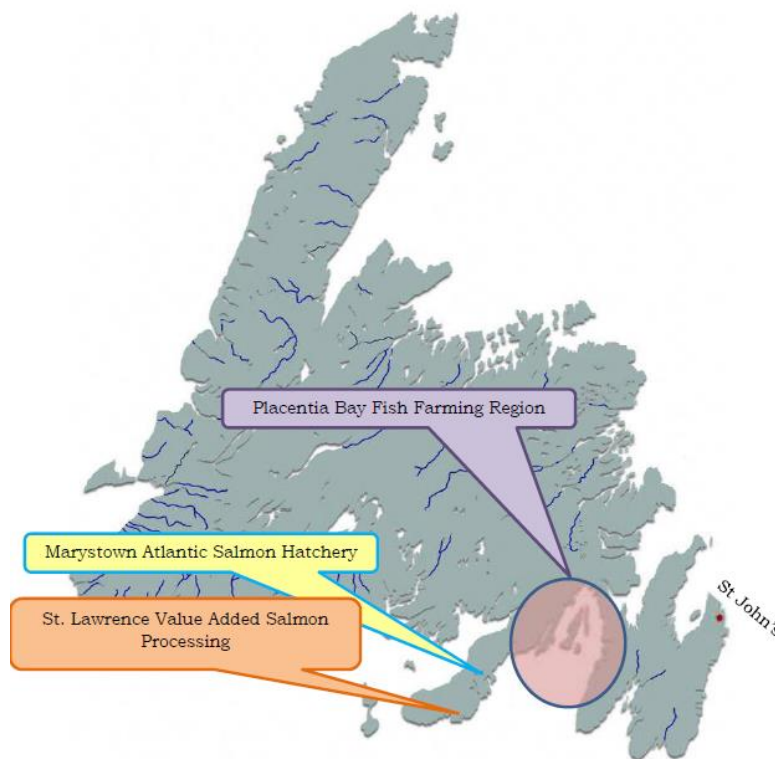 Placentia Bay Fish Farming Region
Marystown Atlantic Salmon Hatchery
St. Lawrence Value Added Salmon
Processing
St John's